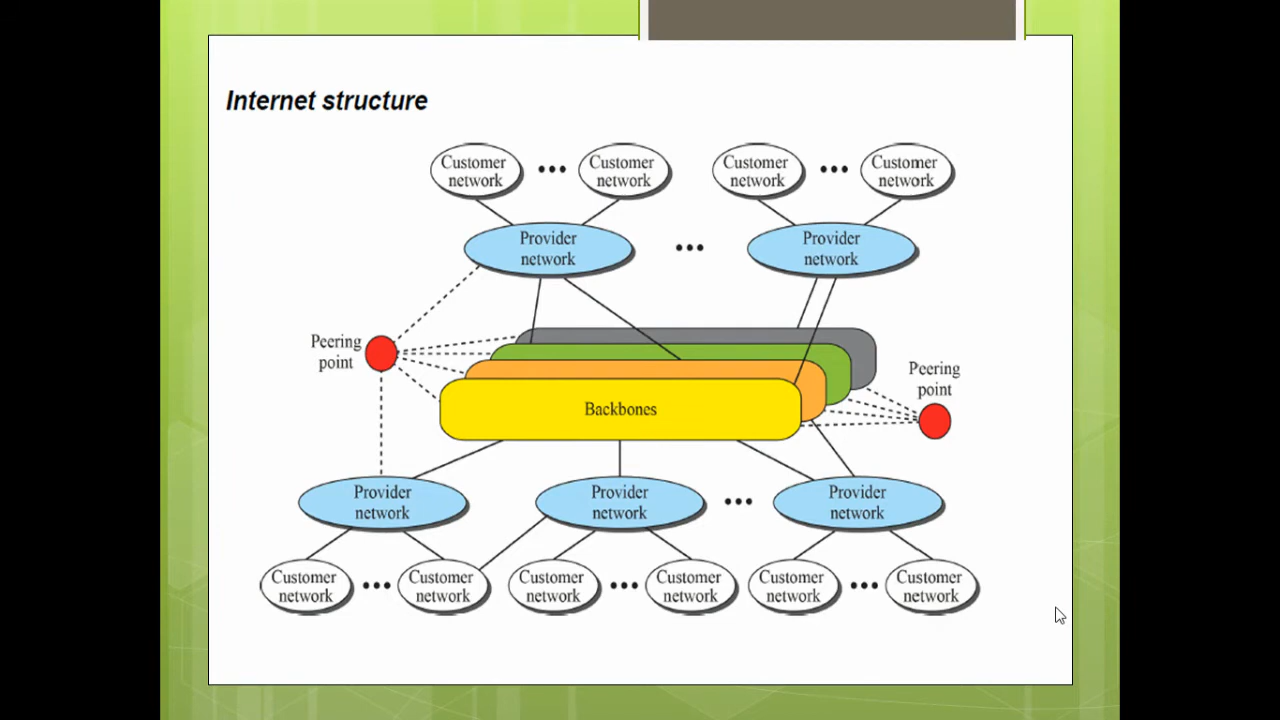 Internet structure
Customer
network
•••
Customer
network
Customer
network
•••
Customer
network
Provider
network
•••
Provider
network
Peering
point
Peering
point
Backbones
Provider
network
Provider
network
•••
Provider
network
Customer
network
•••
Customer
network
Customer
network
•••
Customer
network
Customer
network
•••
Customer
network